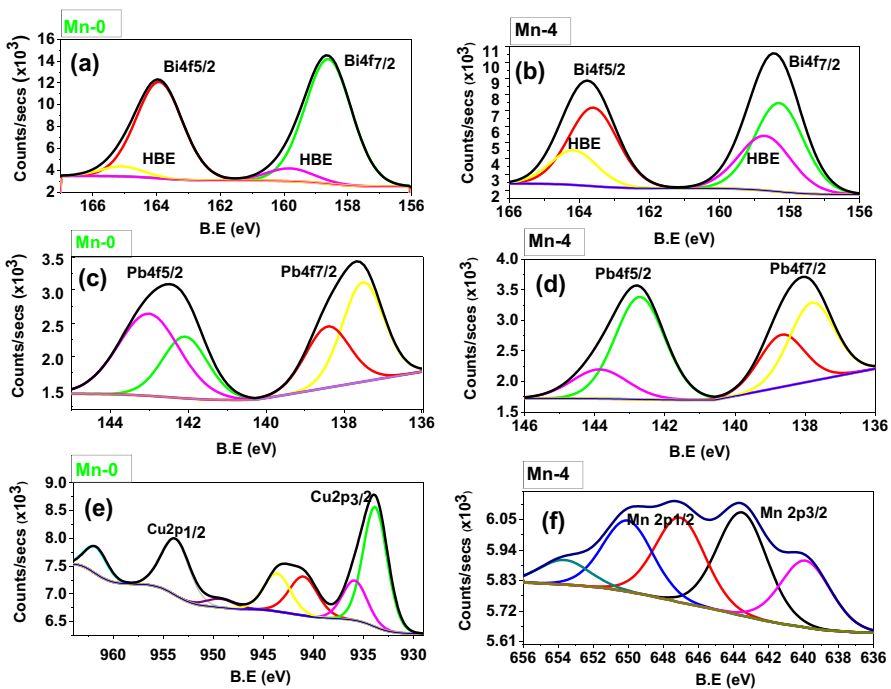 Mn-0
(a)
Bi4f5/2
Bi4f7/2
HBE
HBE
Counts/secs (x10³)
16
14
12
10
8
6
4
2
166 164 162 160 158 156
B.E (eV)
Mn-4
(b)
Bi4f5/2
Bi4f7/2
HBE
HBE
Counts/secs (x10³)
11
10
9
8
7
6
5
4
3
2
166 164 162 160 158 156
B.E (eV)
Mn-0
(c)
Pb4f5/2
Pb4f7/2
Counts/secs (x10³)
3.5
3.0
2.5
2.0
1.5
144 142 140 138 136
B.E (eV)
Mn-4
(d)
Pb4f5/2
Pb4f7/2
Counts/sces (x10³)
4.0
3.5
3.0
2.5
2.0
1.5
146 144 142 140 138 136
B.E (eV)
Mn-0
(e)
Cu2p1/2
Cu2p3/2
Counts/secs (x10³)
9.0
8.5
8.0
7.5
7.0
6.5
960 955 950 945 940 935 930
B.E (eV)
Mn-4
(f)
Mn 2p1/2
Mn 2p3/2
Counts/secs (x10³)
6.05
5.94
5.83
5.72
5.61
656 654 652 650 648 646 644 642 640 638 636
B.E (eV)